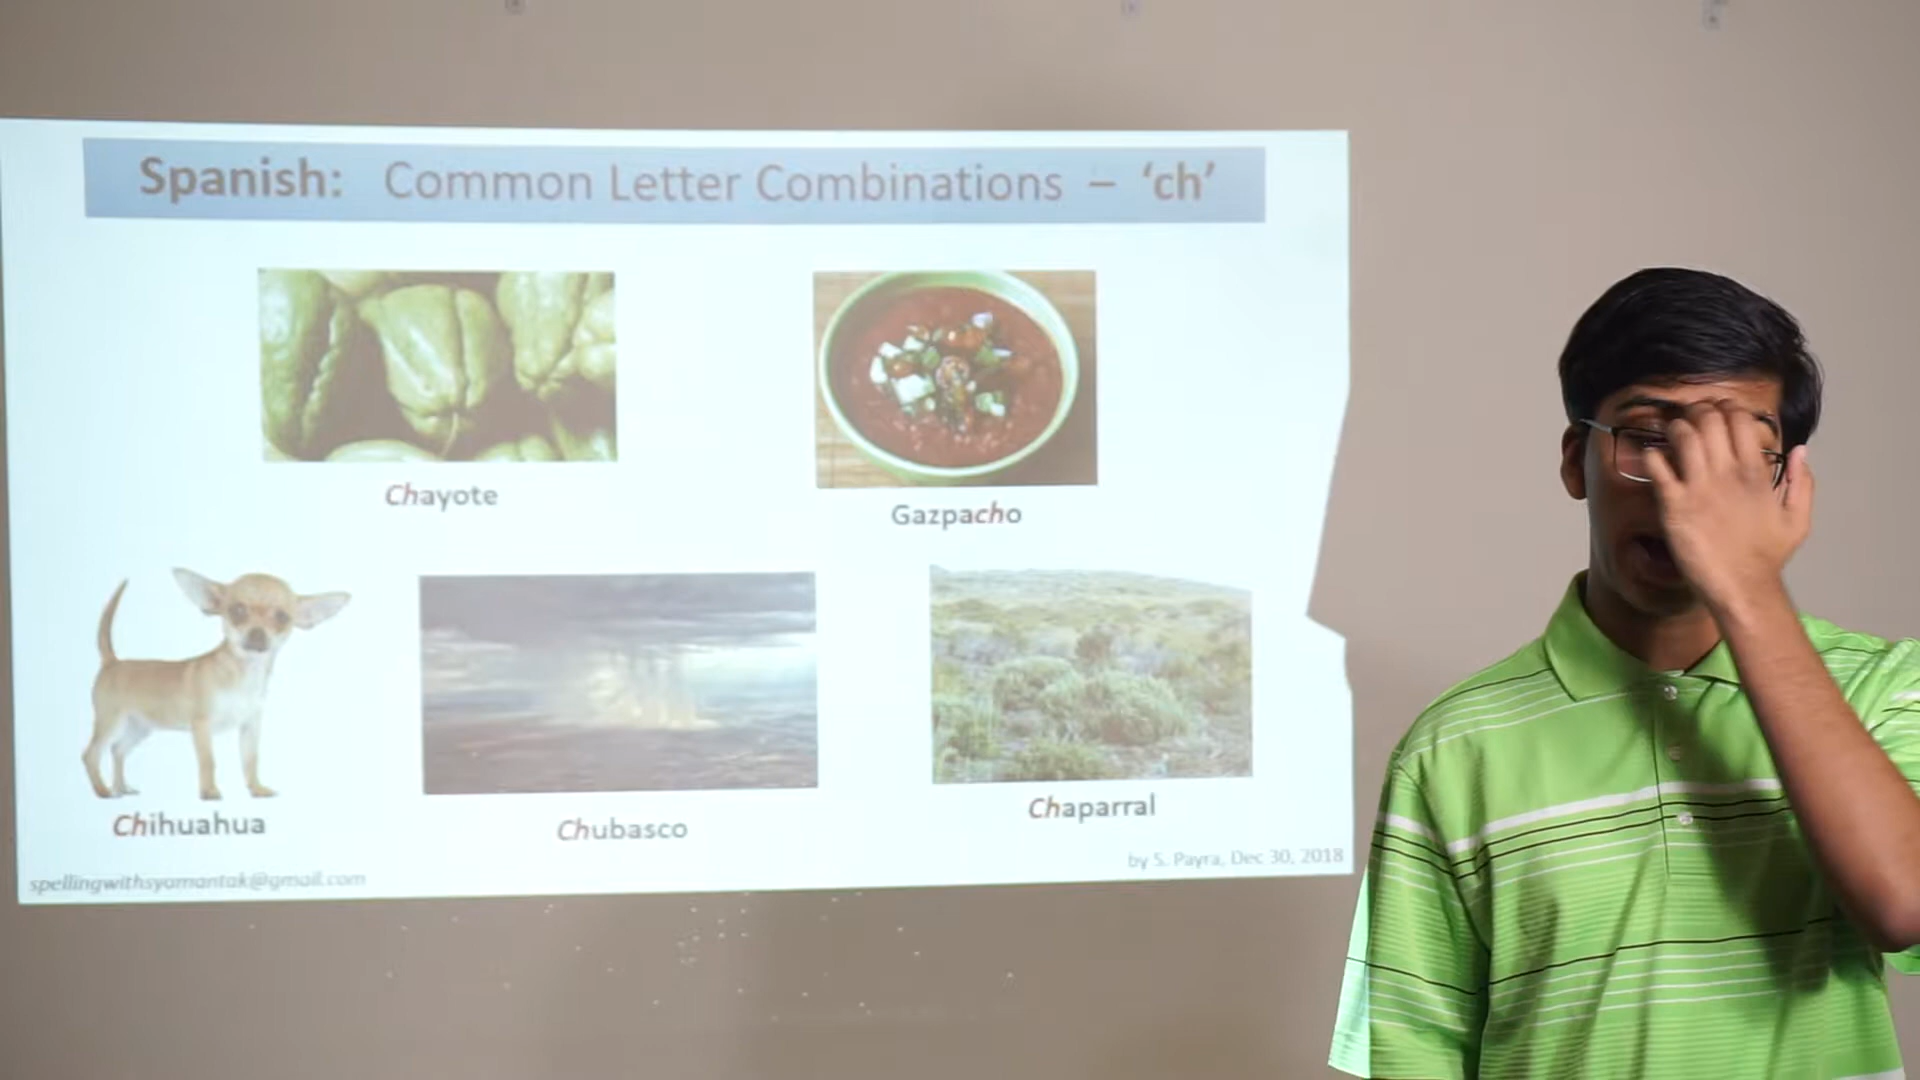 Spanish: Common Letter Combinations – ‘ch’
Chayote
Gazpacho
Chihuahua
Chubasco
Chaparral
by S. Payra, Dec 30, 2018
spellingwithsyamantak@gmail.com